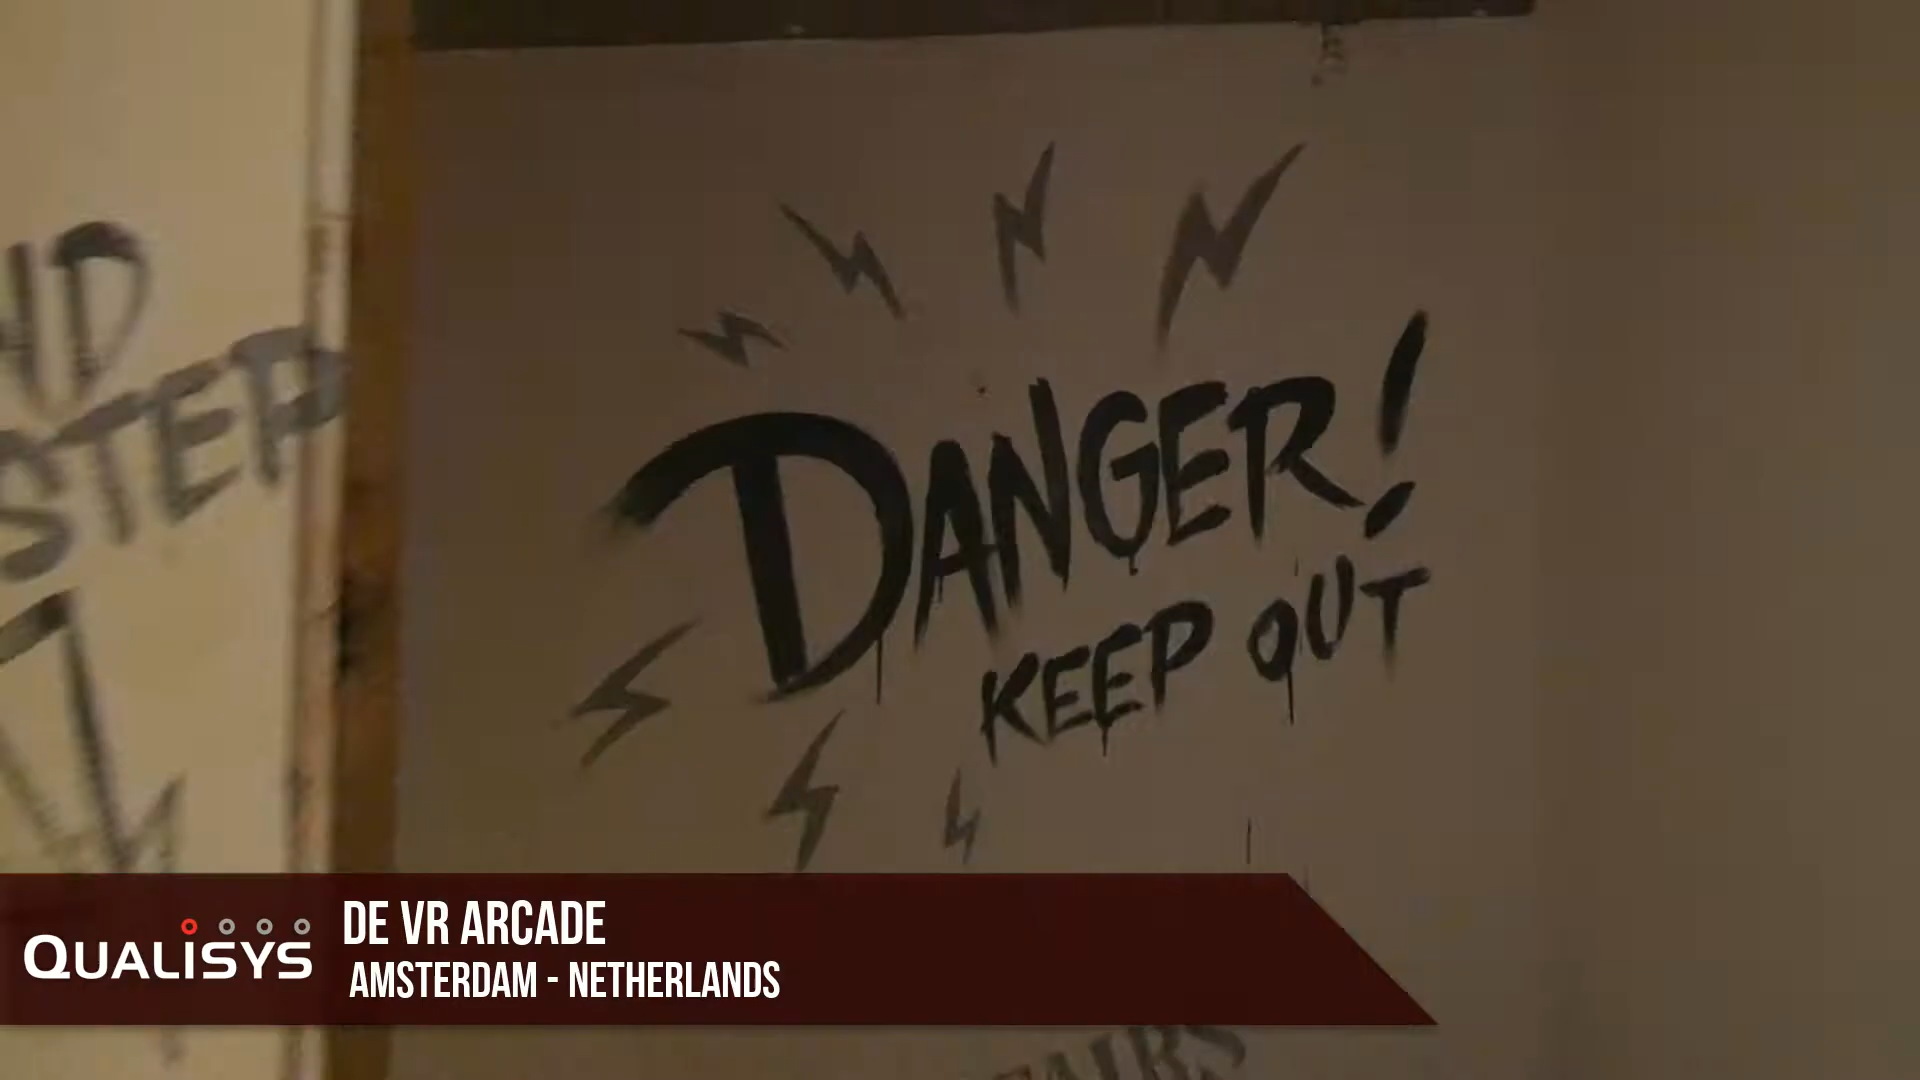 DANGER!
KEEP OUT
QUALISYS
DE VR ARCADE
AMSTERDAM - NETHERLANDS